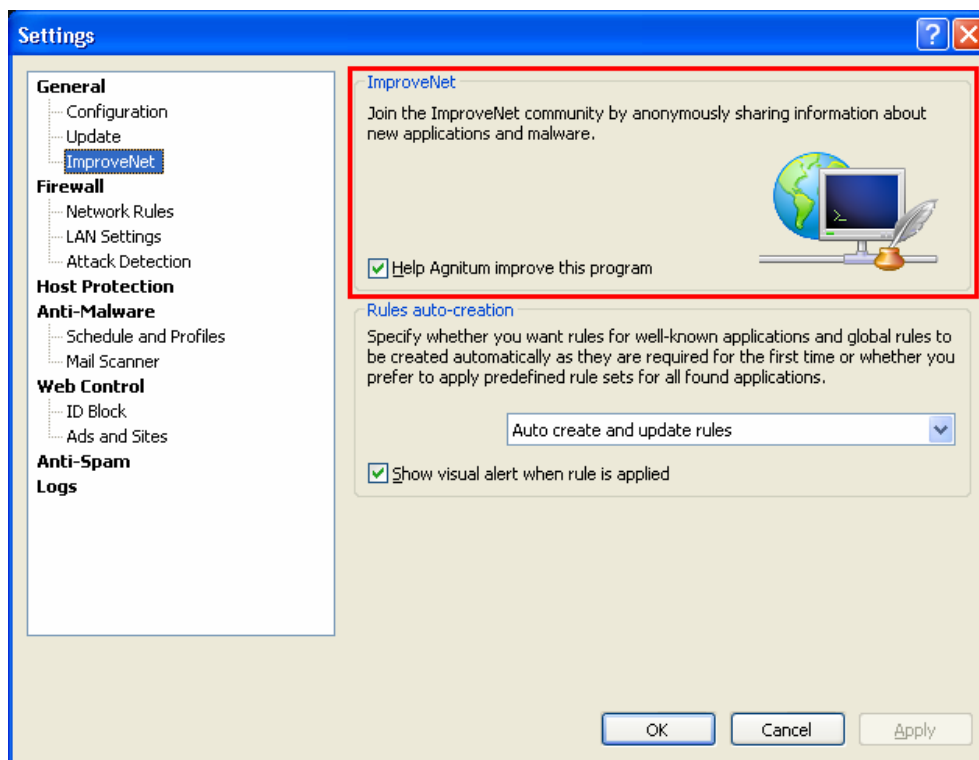 Settings
General
Configuration
Update
ImproveNet
Firewall
Network Rules
LAN Settings
Attack Detection
Host Protection
Anti-Malware
Schedule and Profiles
Mail Scanner
Web Control
ID Block
Ads and Sites
Anti-Spam
Logs
ImproveNet
Join the ImproveNet community by anonymously sharing information about
new applications and malware.
>_
Help Agnitum improve this program
Rules auto-creation
Specify whether you want rules for well-known applications and global rules to
be created automatically as they are required for the first time or whether you
prefer to apply predefined rule sets for all found applications.
Auto create and update rules
Show visual alert when rule is applied
OK
Cancel
Apply